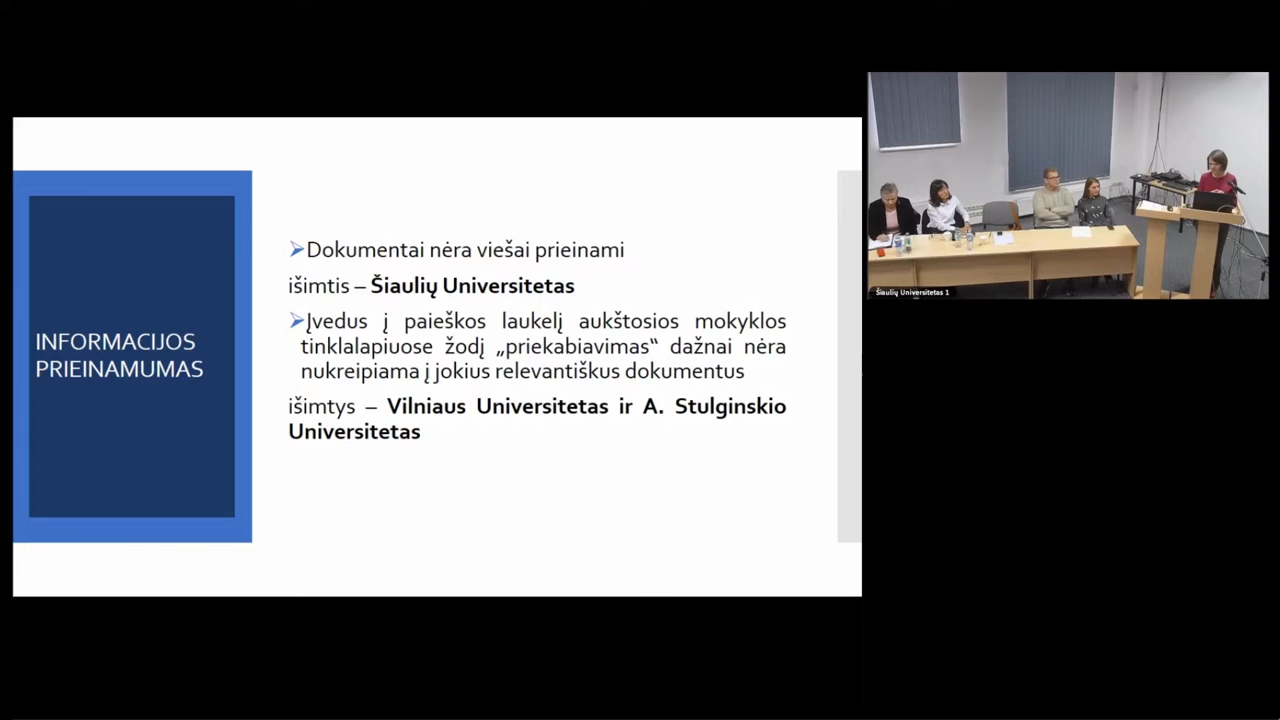 INFORMACIJOS
PRIEINAMUMAS
Dokumentai nėra viešai prieinami
išimtis – Šiaulių Universitetas
Įvedus į paieškos laukelį aukštosios mokyklos
tinklalapiuose žodį „priekabiavimas“ dažnai nėra
nukreipiama į jokius relevantiškus dokumentus
išimtys – Vilniaus Universitetas ir A. Stulginskio
Universitetas
Šiaulių Universitetas 1